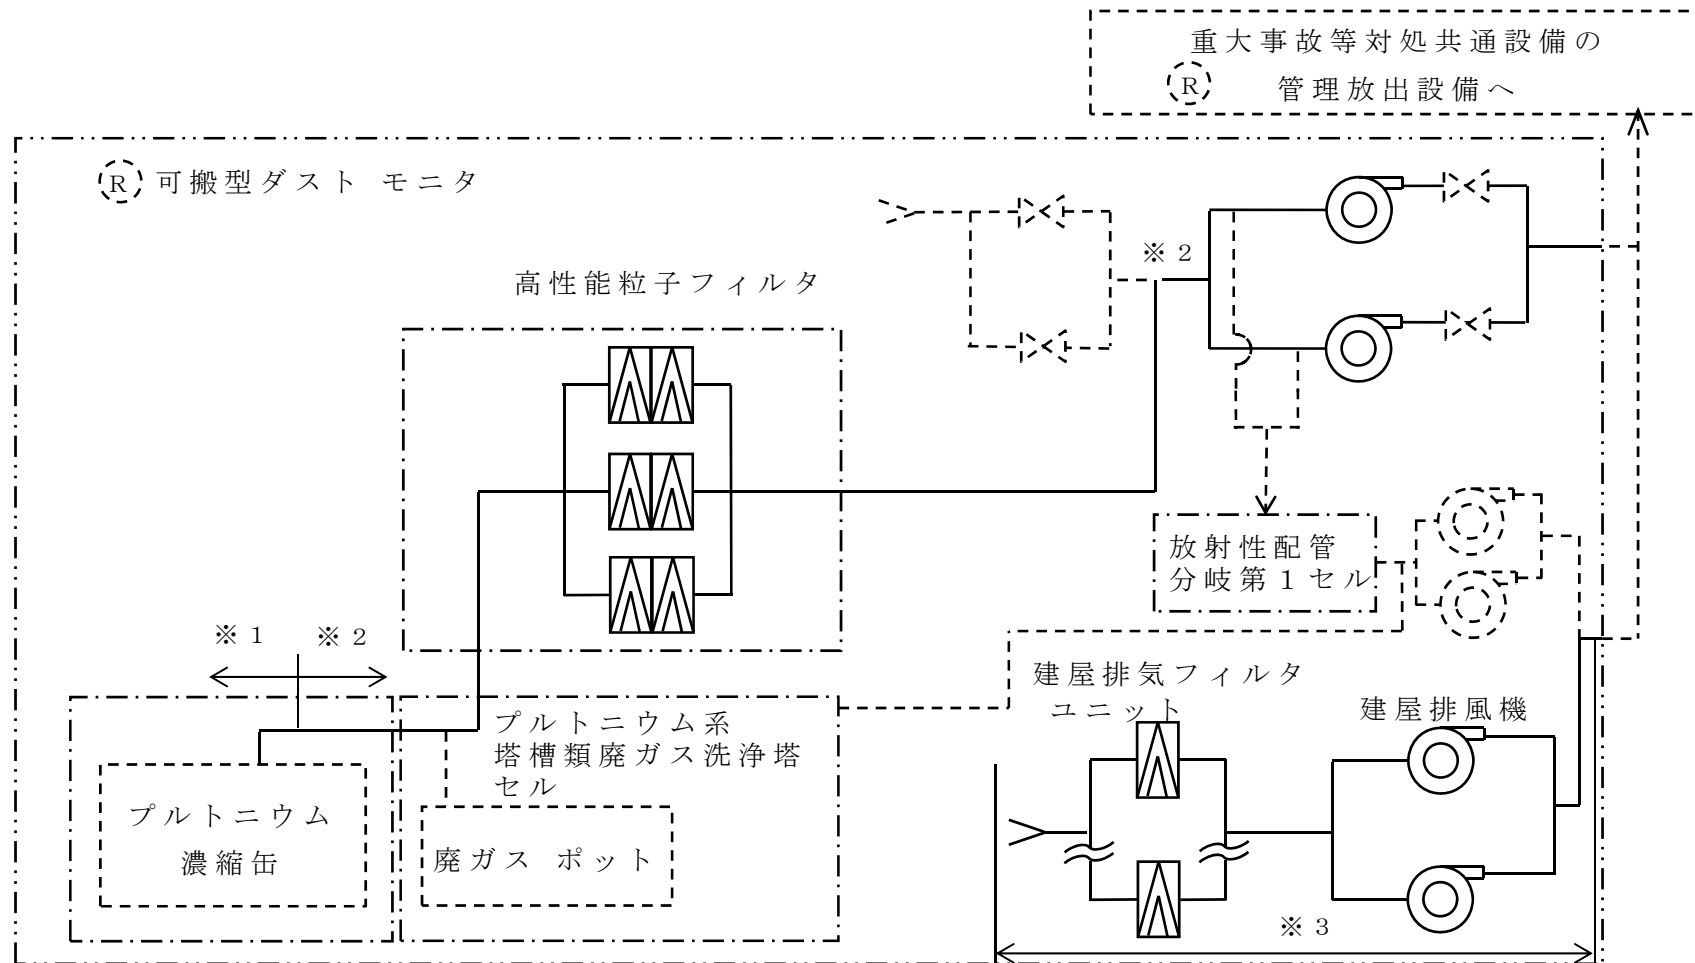 重大事故等対処共通設備の
R 管理放出設備へ
R 可搬型ダスト モニタ
※2
高性能粒子フィルタ
放射性配管
分岐第1セル
※1 ※2
建屋排気フィルタ
ユニット
建屋排風機
プルトニウム系
塔槽類廃ガス洗浄塔
セル
プルトニウム
濃縮缶
廃ガス ポット
※3